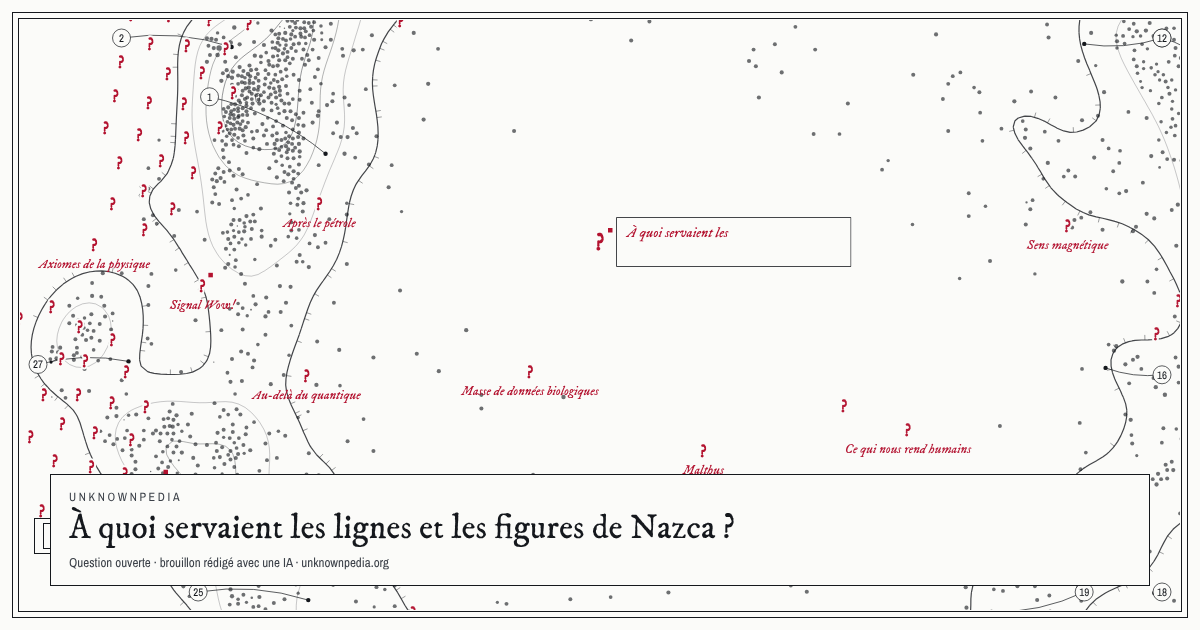 2
12
1
Après le pétrole
À quoi servaient les
Sens magnétique
Axiomes de la physique
Signal Wow!
27
16
Au-delà du quantique
Masse de données biologiques
Ce qui nous rend humains
Malthus
UNKNOWNPEDIA
À quoi servaient les lignes et les figures de Nazca ?
Question ouverte · brouillon rédigé avec une IA · unknownpedia.org
25
19
18